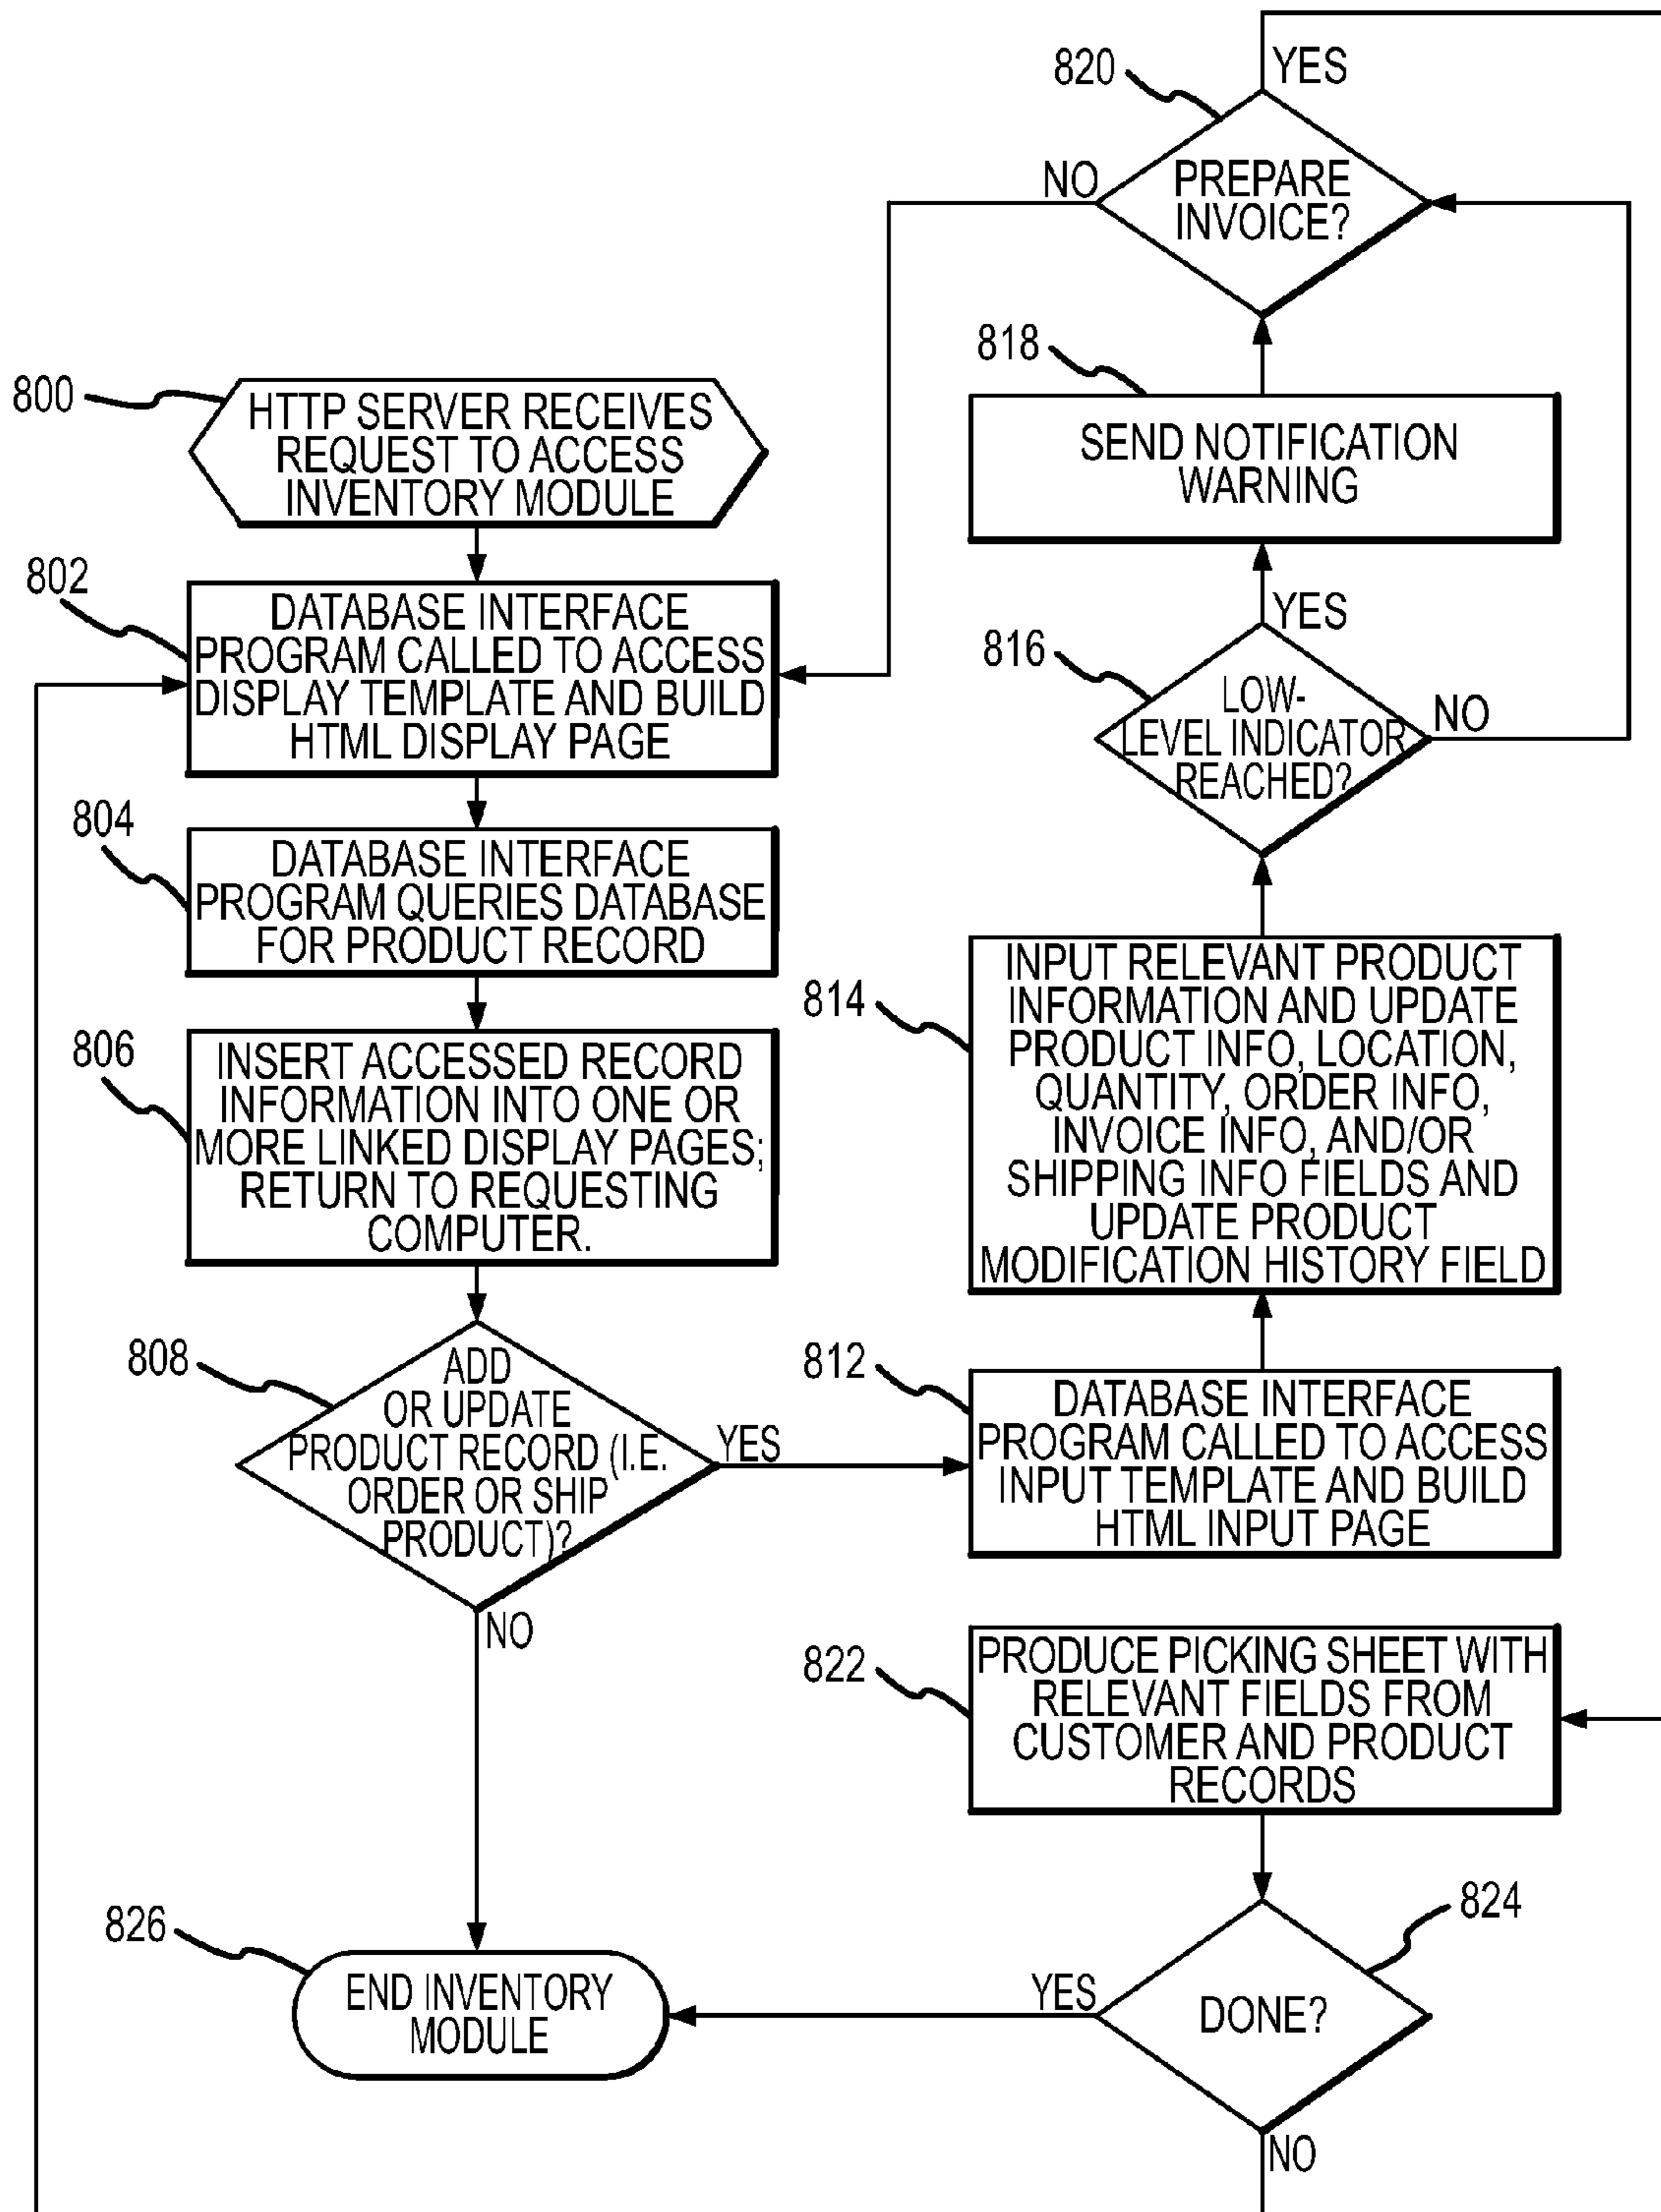 800
HTTP SERVER RECEIVES
REQUEST TO ACCESS
INVENTORY MODULE
802
DATABASE INTERFACE
PROGRAM CALLED TO ACCESS
DISPLAY TEMPLATE AND BUILD
HTML DISPLAY PAGE
804
DATABASE INTERFACE
PROGRAM QUERIES DATABASE
FOR PRODUCT RECORD
806
INSERT ACCESSED RECORD
INFORMATION INTO ONE OR
MORE LINKED DISPLAY PAGES;
RETURN TO REQUESTING
COMPUTER.
808
ADD
OR UPDATE
PRODUCT RECORD (I.E.
ORDER OR SHIP
PRODUCT)?
YES
NO
812
DATABASE INTERFACE
PROGRAM CALLED TO ACCESS
INPUT TEMPLATE AND BUILD
HTML INPUT PAGE
814
INPUT RELEVANT PRODUCT
INFORMATION AND UPDATE
PRODUCT INFO, LOCATION,
QUANTITY, ORDER INFO,
INVOICE INFO, AND/OR
SHIPPING INFO FIELDS AND
UPDATE PRODUCT
MODIFICATION HISTORY FIELD
816
LOW-
LEVEL INDICATOR
REACHED?
YES
NO
818
SEND NOTIFICATION
WARNING
820
PREPARE
INVOICE?
YES
NO
822
PRODUCE PICKING SHEET WITH
RELEVANT FIELDS FROM
CUSTOMER AND PRODUCT
RECORDS
824
DONE?
YES
NO
826
END INVENTORY
MODULE